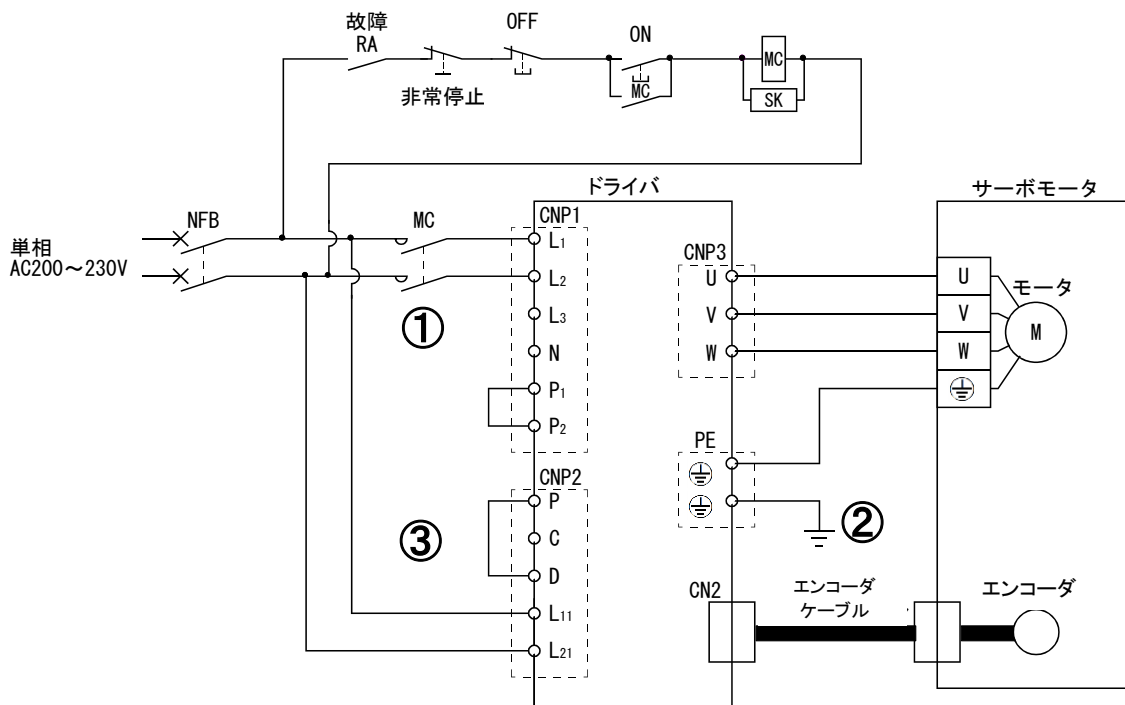 故障
RA
OFF
ON
MC
非常停止
MC
SK
ドライバ
サーボモータ
NFB
MC
CNP1
単相
AC200～230V
L1
L2
L3
N
P1
P2
①
CNP3
U
V
W
U
V
W
モータ
M
PE
②
CNP2
P
C
D
L11
L21
③
CN2
エンコーダ
ケーブル
エンコーダ